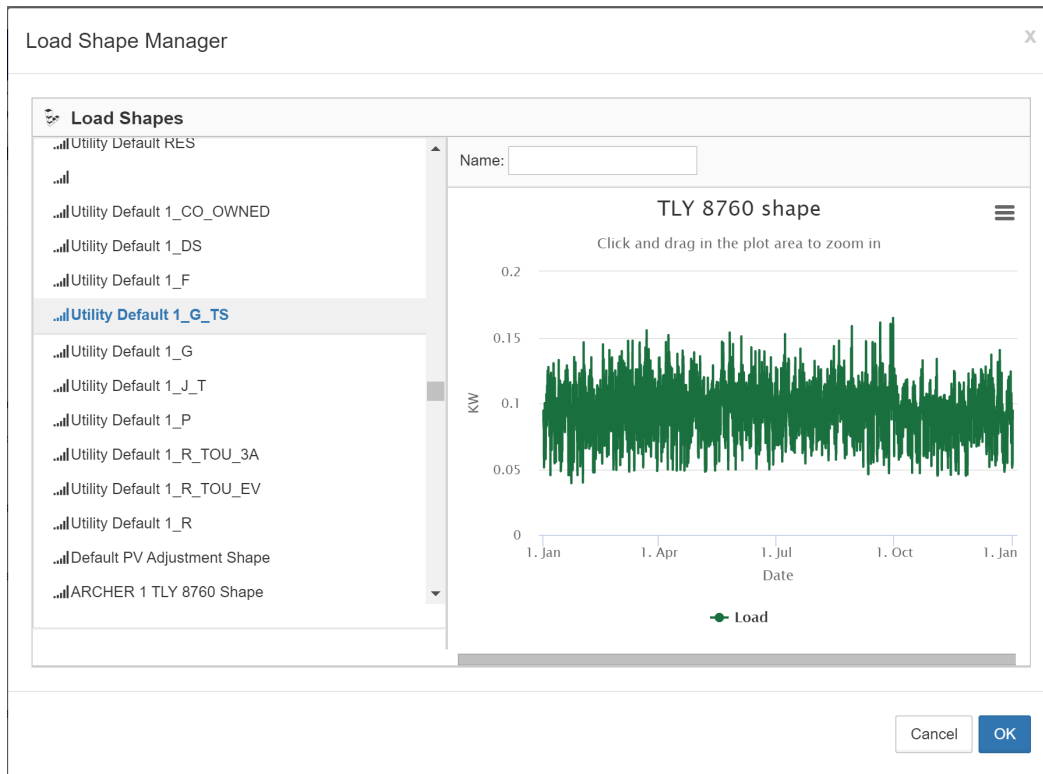 Load Shape Manager
x
Load Shapes
Utility Default RES
Utility Default 1_CO_OWNED
Utility Default 1_DS
Utility Default 1_F
Utility Default 1_G_TS
Utility Default 1_G
Utility Default 1_J_T
Utility Default 1_P
Utility Default 1_R_TOU_3A
Utility Default 1_R_TOU_EV
Utility Default 1_R
Default PV Adjustment Shape
ARCHER 1 TLY 8760 Shape
Name:
TLY 8760 shape
Click and drag in the plot area to zoom in
0.2
0.15
0.1
0.05
0
KW
1. Jan
1. Apr
1. Jul
1. Oct
1. Jan
Date
Load
Cancel
OK